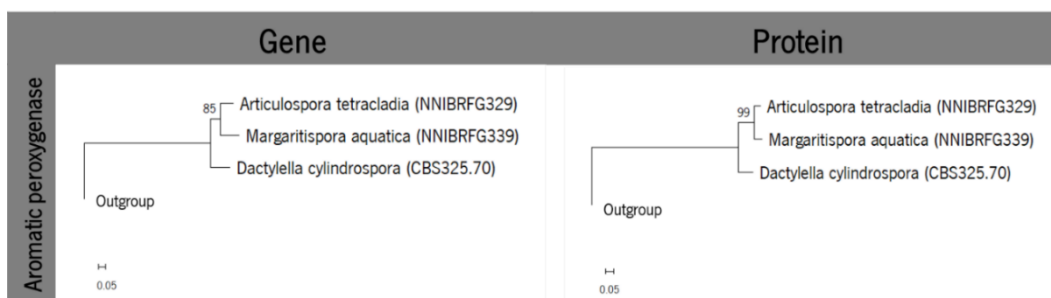 Gene
Protein
Aromatic peroxygenase
85
Articulospora tetracladia (NNIBRFG329)
Margaritispora aquatica (NNIBRFG339)
Dactylella cylindrospora (CBS325.70)
Outgroup
0.05
99
Articulospora tetracladia (NNIBRFG329)
Margaritispora aquatica (NNIBRFG339)
Dactylella cylindrospora (CBS325.70)
Outgroup
0.05